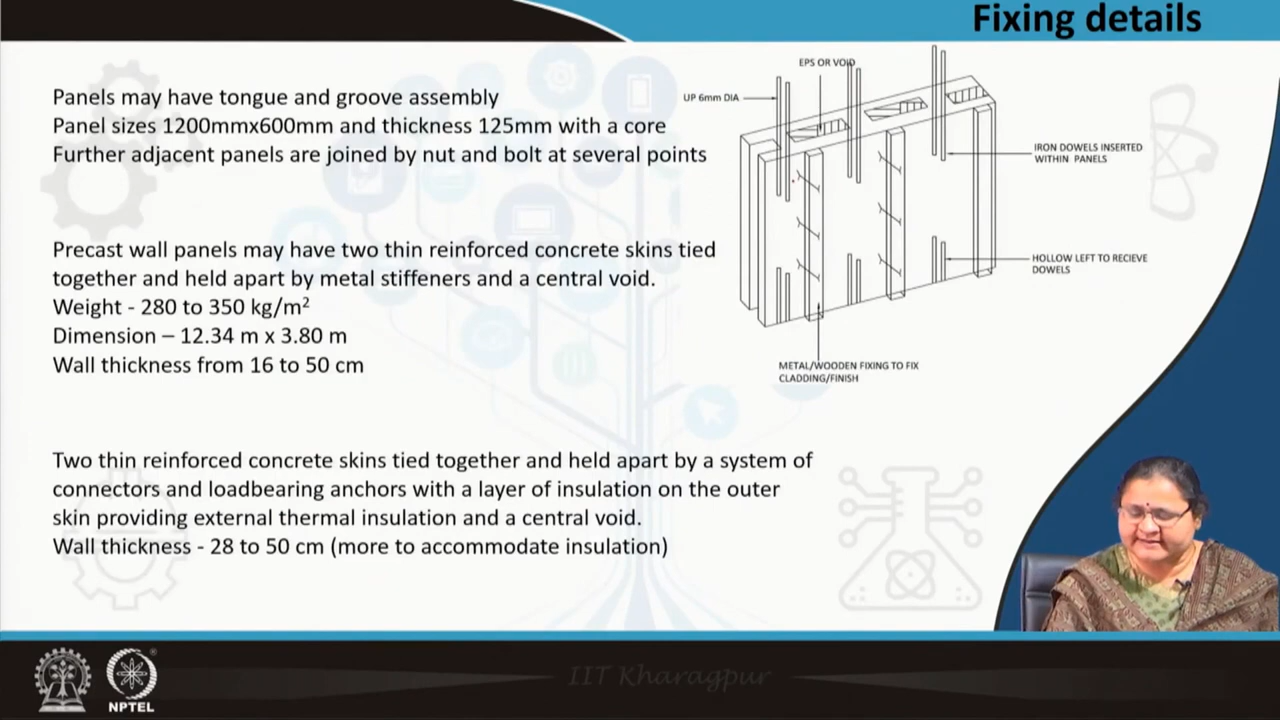 Fixing details
Panels may have tongue and groove assembly
Panel sizes 1200mmx600mm and thickness 125mm with a core
Further adjacent panels are joined by nut and bolt at several points
EPS OR VOID
UP 6mm DIA
IRON DOWELS INSERTED
WITHIN PANELS
HOLLOW LEFT TO RECIEVE
DOWELS
METAL/WOODEN FIXING TO FIX
CLADDING/FINISH
Precast wall panels may have two thin reinforced concrete skins tied
together and held apart by metal stiffeners and a central void.
Weight - 280 to 350 kg/m²
Dimension – 12.34 m x 3.80 m
Wall thickness from 16 to 50 cm
Two thin reinforced concrete skins tied together and held apart by a system of
connectors and loadbearing anchors with a layer of insulation on the outer
skin providing external thermal insulation and a central void.
Wall thickness - 28 to 50 cm (more to accommodate insulation)
IIT Kharagpur
NPTEL